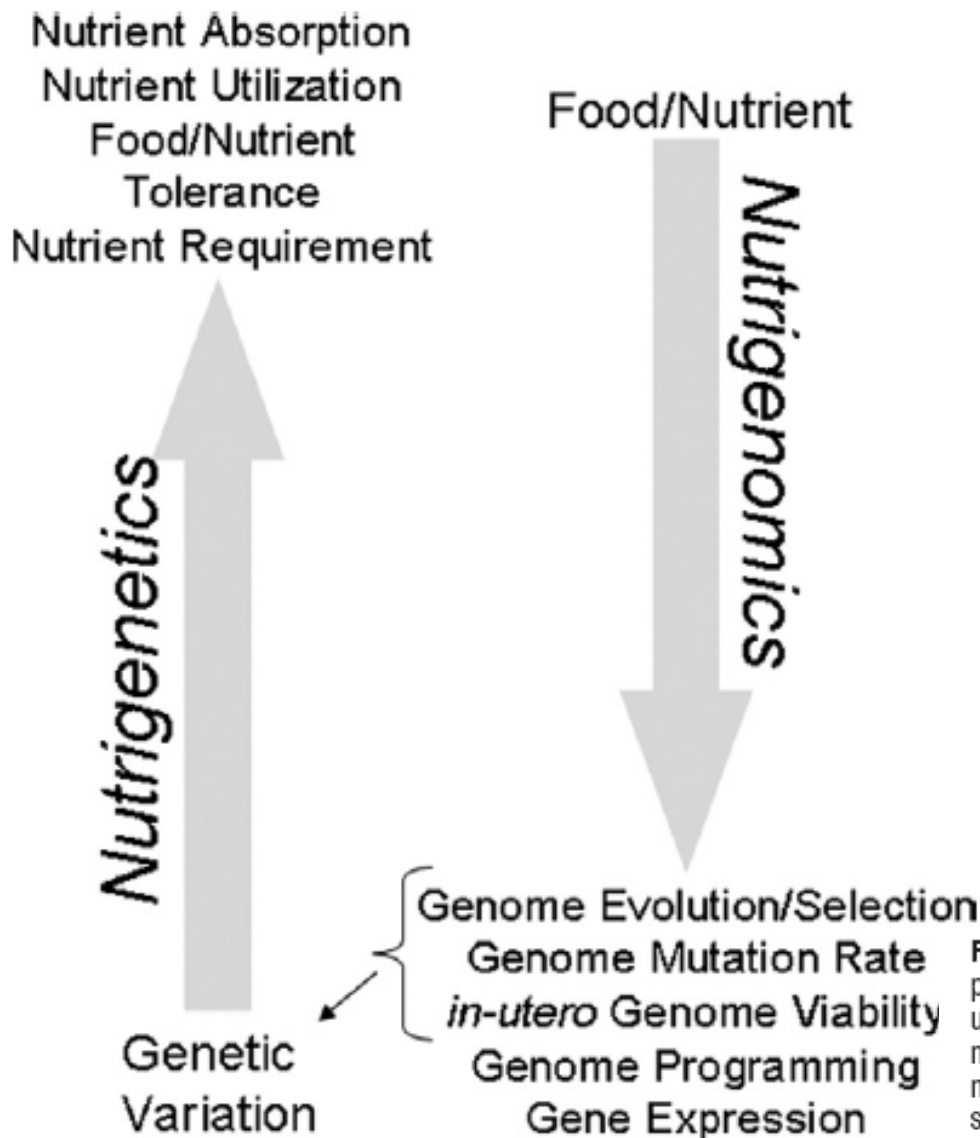 Nutrient Absorption
Nutrient Utilization
Food/Nutrient
Tolerance
Nutrient Requirement
Nutrigenetics
Genetic
Variation
Food/Nutrient
Nutrigenomics
Genome Evolution/Selection
Genome Mutation Rate
in-utero Genome Viability
Genome Programming
Gene Expression